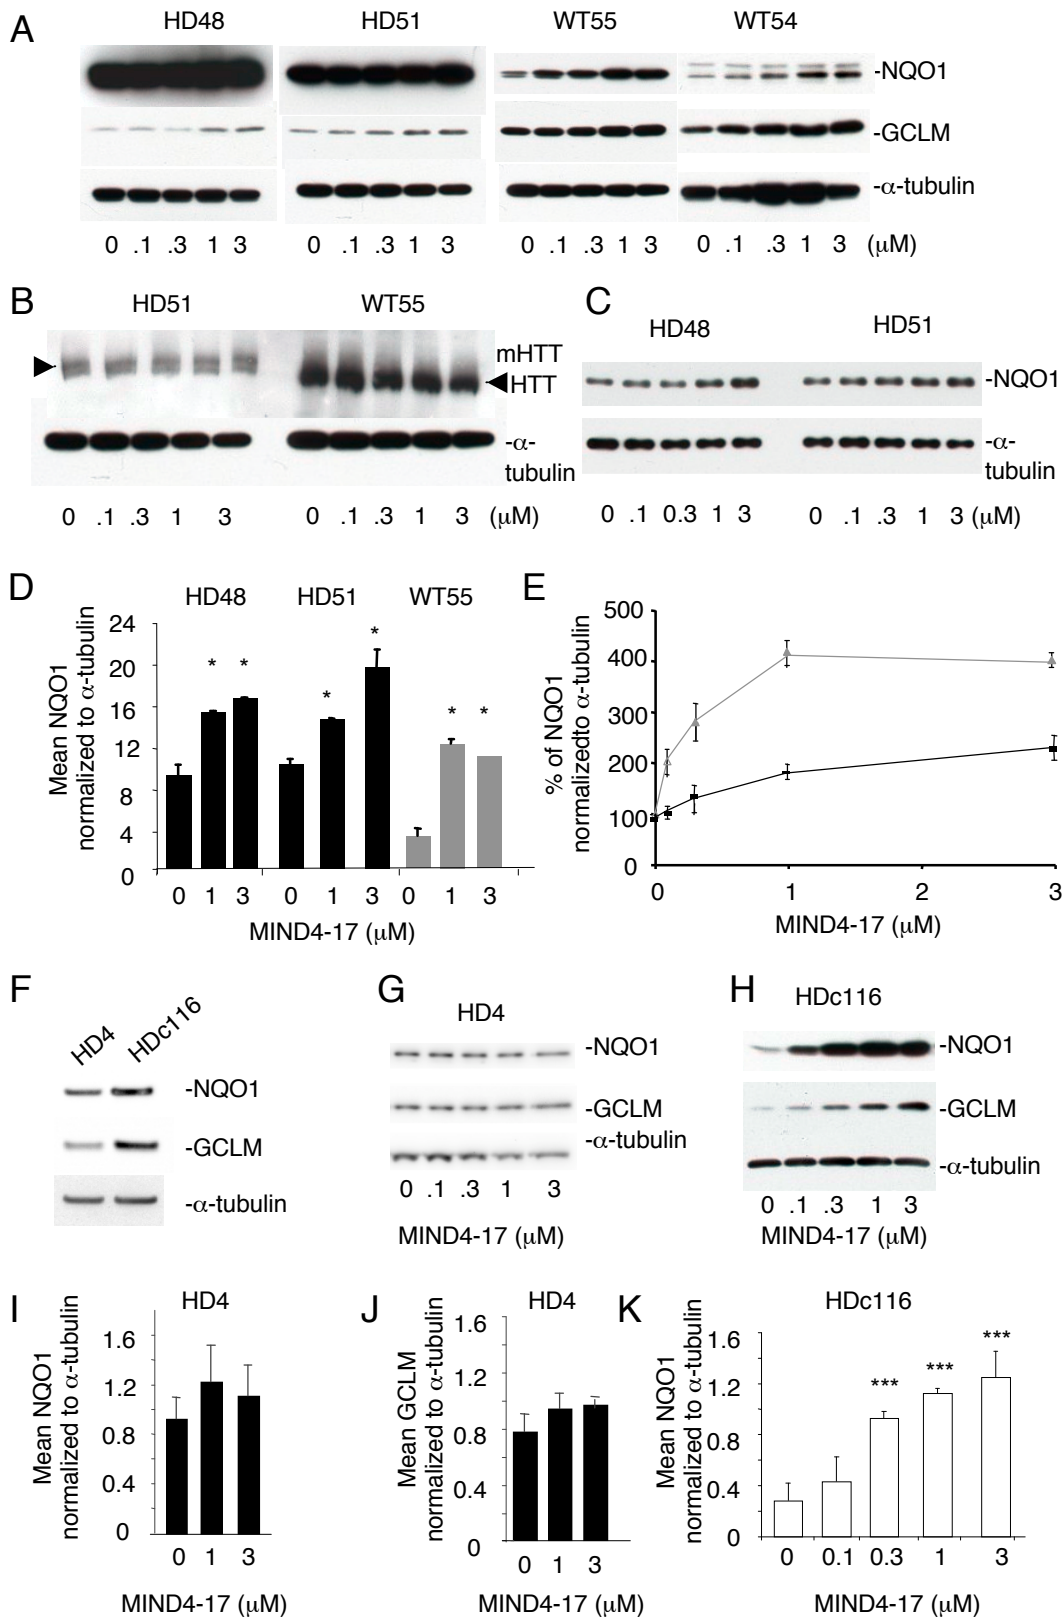 A
HD48 HD51 WT55 WT54
-NQO1
-GCLM
-α-tubulin
0 .1 .3 1 3 0 .1 .3 1 3 0 .1 .3 1 3 0 .1 .3 1 3 (μM)
B
HD51 WT55
mHTT
HTT
-α-
tubulin
0 .1 .3 1 3 0 .1 .3 1 3 (μM)
C
HD48 HD51
-NQO1
-α-
tubulin
0 .1 0.3 1 3 0 .1 .3 1 3 (μM)
D
HD48 HD51 WT55
Mean NQO1
normalized to α-tubulin
24
20
16
12
8
4
0
* * * * * *
0 1 3 0 1 3 0 1 3
MIND4-17 (μM)
E
% of NQO1
normalizedto α-tubulin
500
400
300
200
100
0
0 1 2 3
MIND4-17 (μM)
F
HD4 HDc116
-NQO1
-GCLM
-α-tubulin
G
HD4
-NQO1
-GCLM
-α-tubulin
0 .1 .3 1 3
MIND4-17 (μM)
H
HDc116
-NQO1
-GCLM
-α-tubulin
0 .1 .3 1 3
MIND4-17 (μM)
I
HD4
Mean NQO1
normalized to α-tubulin
1.6
1.2
0.8
0.4
0
0 1 3
MIND4-17 (μM)
J
HD4
Mean GCLM
normalized to α-tubulin
1.6
1.2
0.8
0.4
0
0 1 3
MIND4-17 (μM)
K
HDc116
Mean NQO1
normalized to α-tubulin
1.6
1.2
0.8
0.4
0
*** *** ***
0 0.1 0.3 1 3
MIND4-17 (μM)